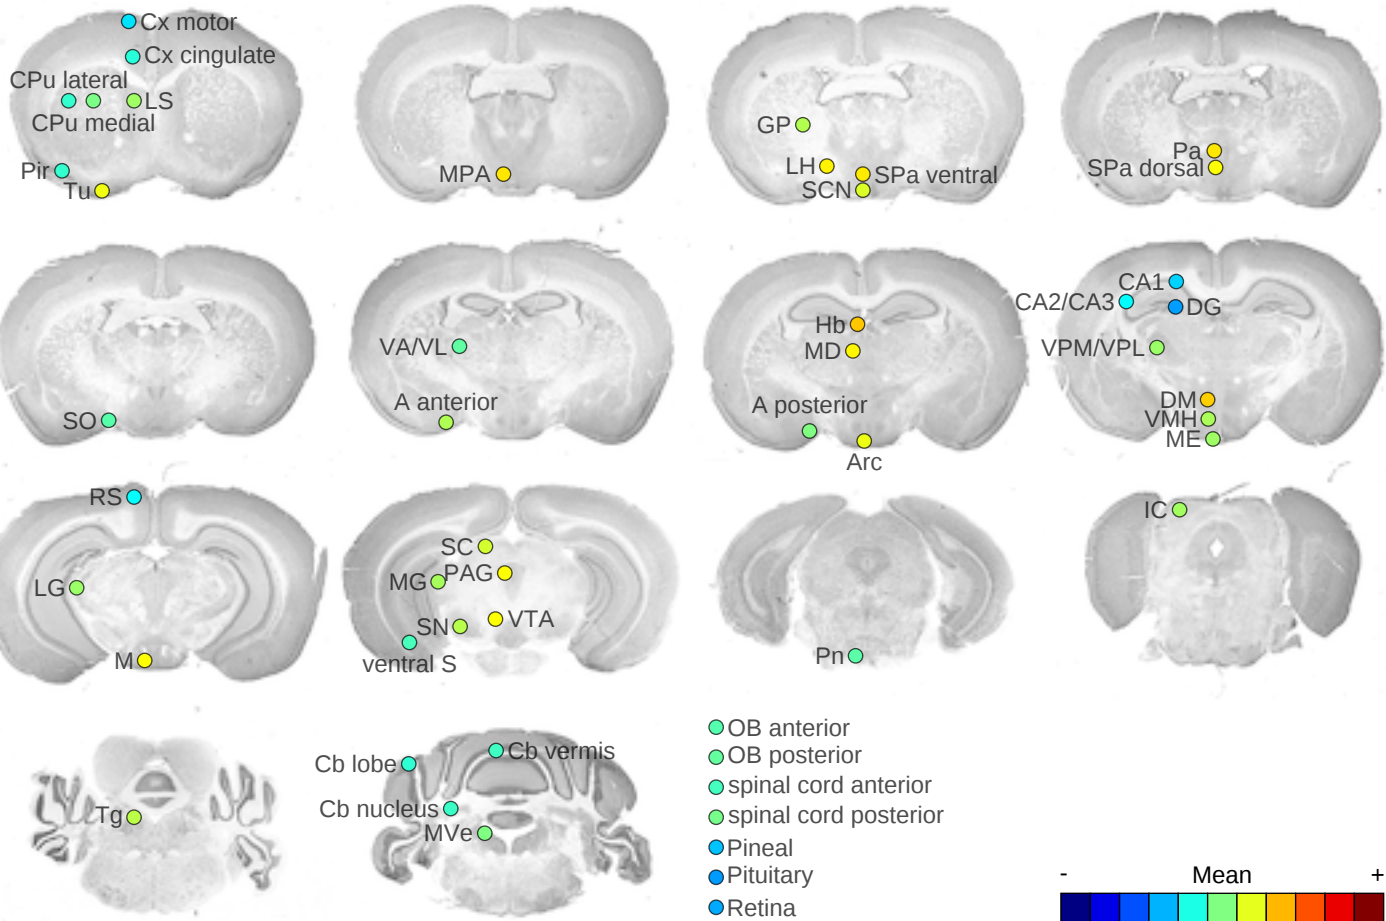 Cx motor
Cx cingulate
CPu lateral
LS
CPu medial
Pir
Tu
MPA
GP
LH
SPa ventral
SCN
Pa
SPa dorsal
SO
VA/VL
A anterior
Hb
MD
A posterior
Arc
CA1
CA2/CA3
DG
VPM/VPL
DM
VMH
ME
RS
LG
M
SC
MG
PAG
SN
VTA
ventral S
Pn
IC
Tg
Cb lobe
Cb vermis
Cb nucleus
MVe
OB anterior
OB posterior
spinal cord anterior
spinal cord posterior
Pineal
Pituitary
Retina
- Mean +